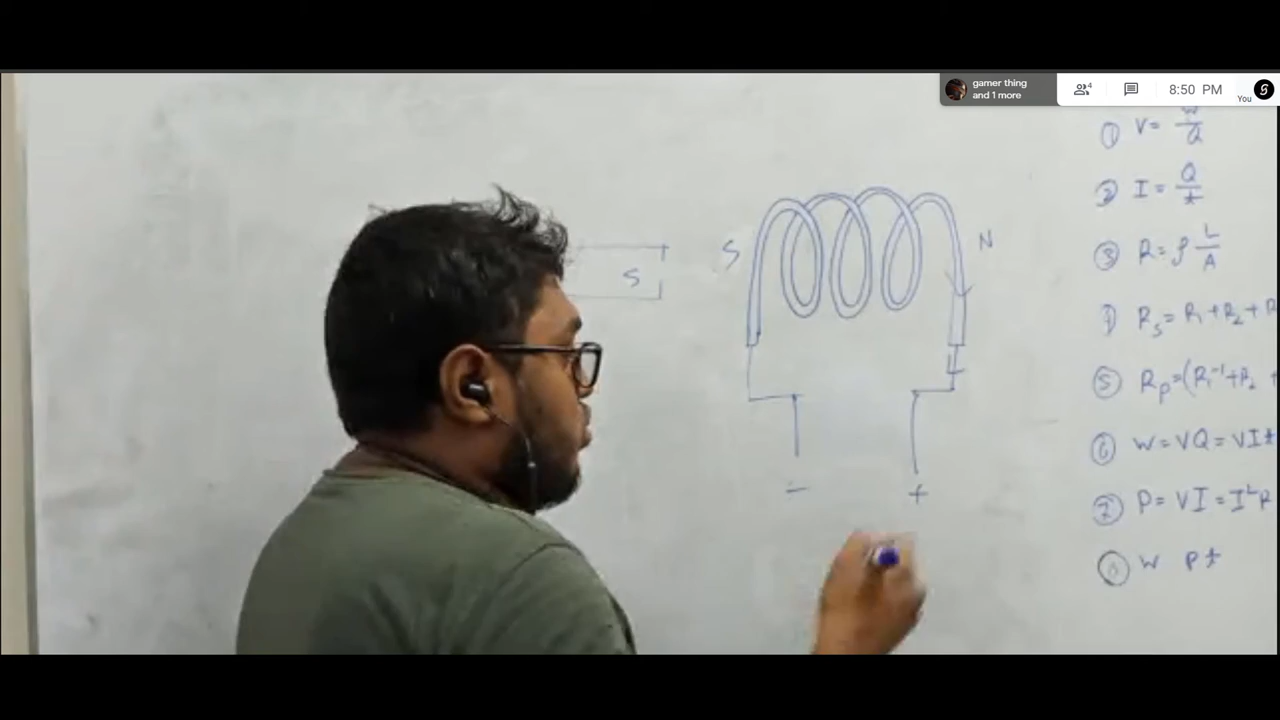 gamer thing
and 1 more
4
8:50 PM
You
S
S
N
-
+
① V = W/Q
② I = Q/t
③ R = ρ L/A
④ Rs = R1 + R2 + R
⑤ Rp = (R1⁻¹ + R2 +
⑥ W = VQ = VIt
⑦ P = VI = I²R
W Pt